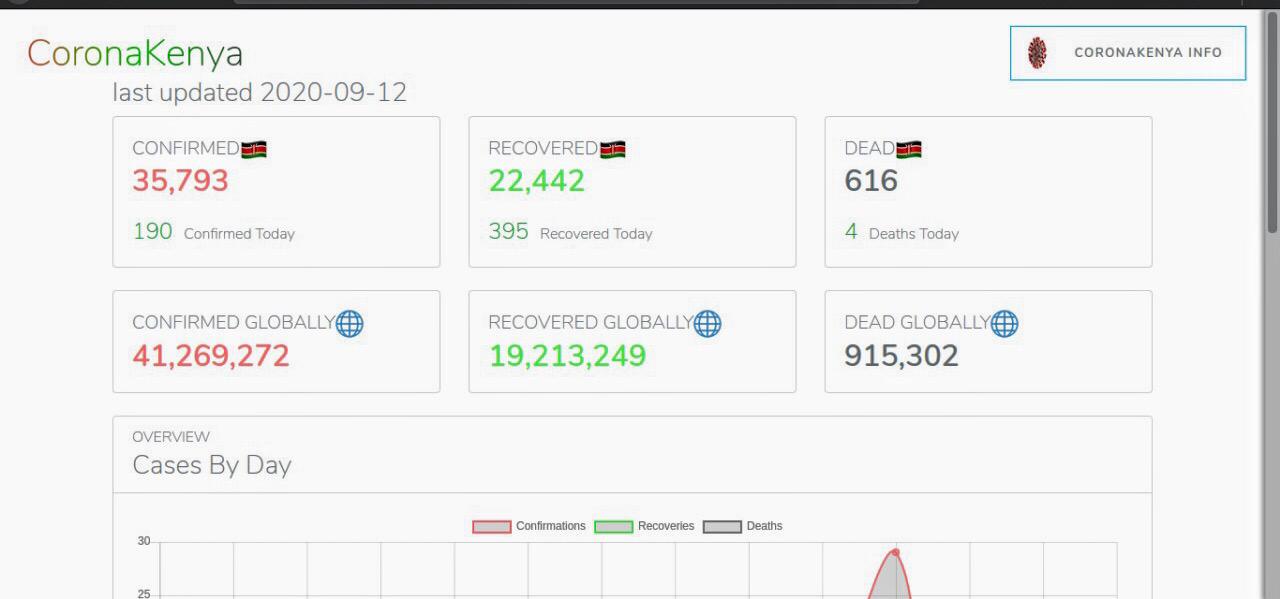 CoronaKenya
CORONAKENYA INFO
last updated 2020-09-12
CONFIRMED
35,793
190 Confirmed Today
RECOVERED
22,442
395 Recovered Today
DEAD
616
4 Deaths Today
CONFIRMED GLOBALLY
41,269,272
RECOVERED GLOBALLY
19,213,249
DEAD GLOBALLY
915,302
OVERVIEW
Cases By Day
Confirmations Recoveries Deaths
30
25